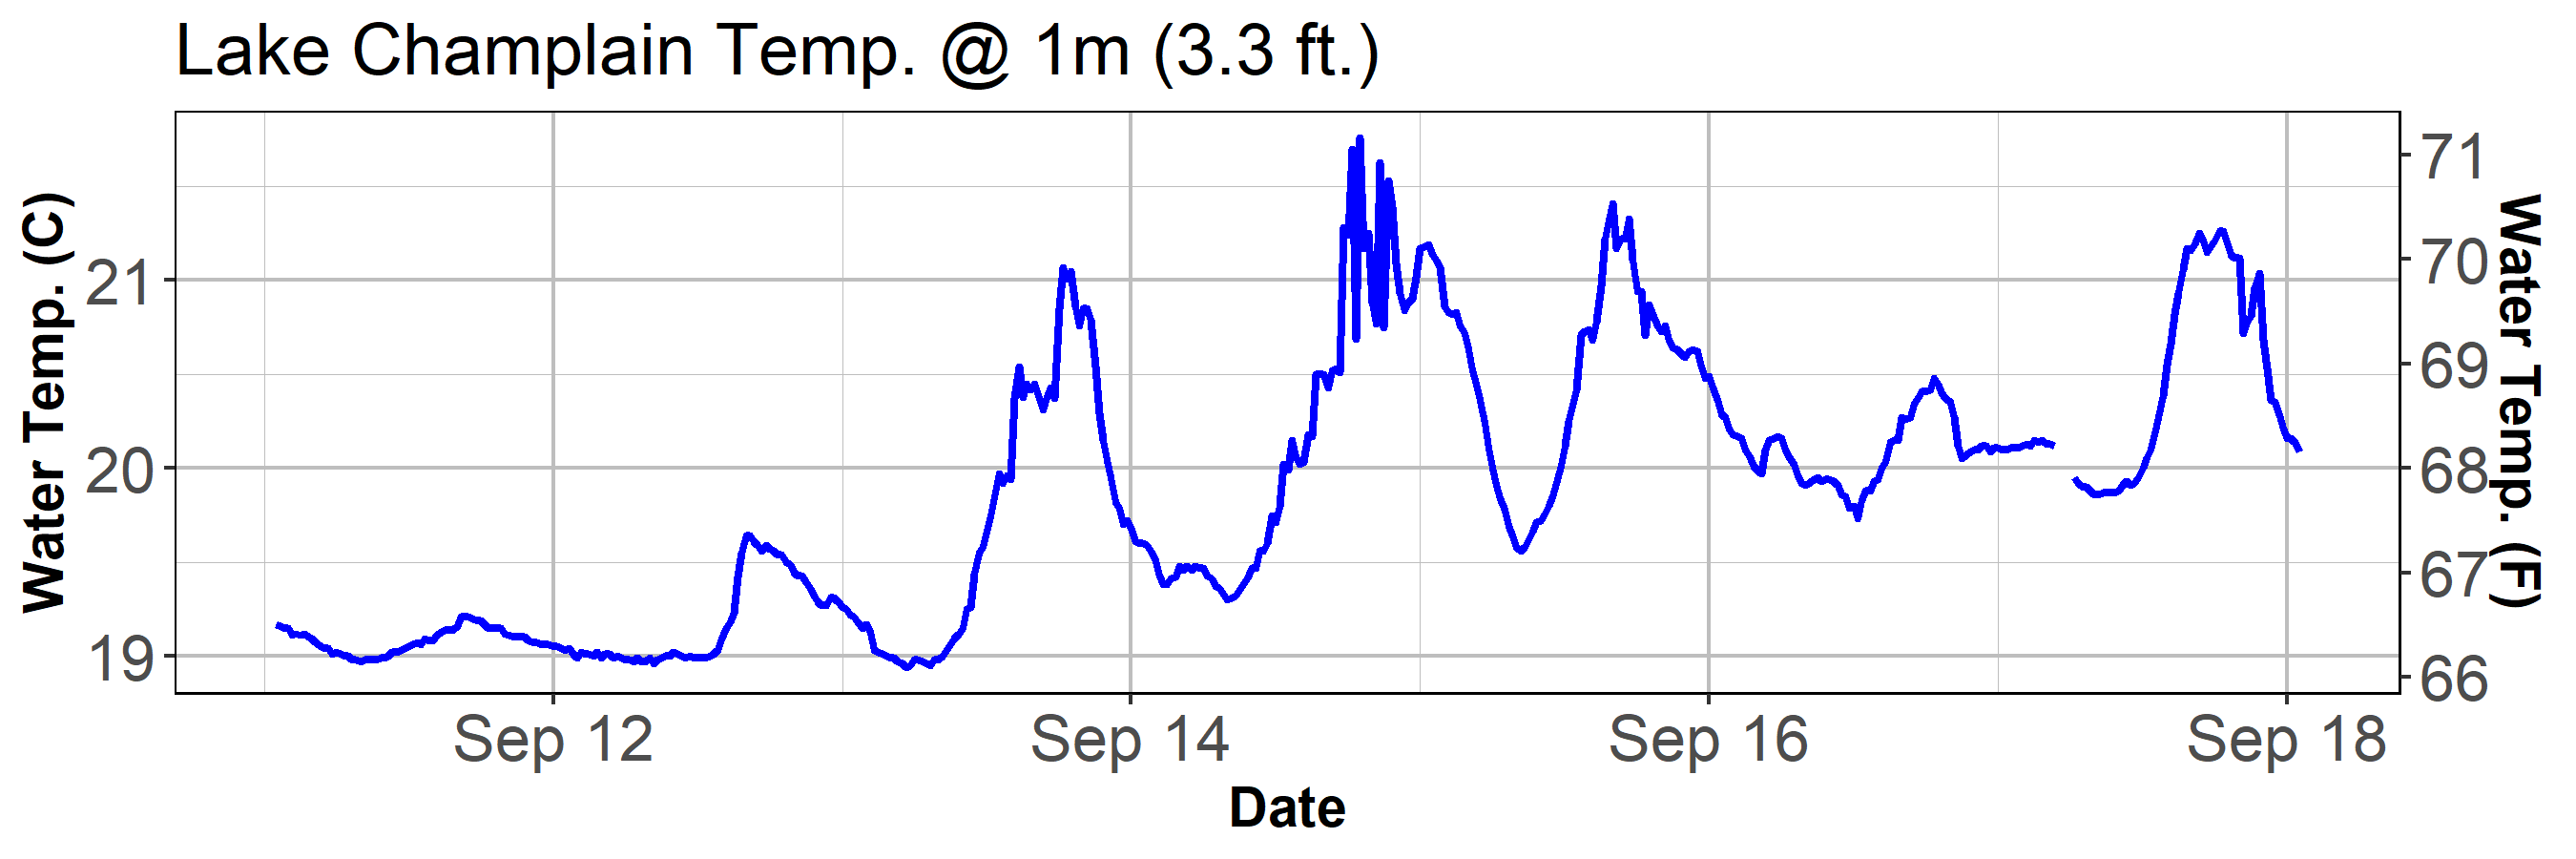 Lake Champlain Temp. @ 1m (3.3 ft.)
Water Temp. (C)
21
20
19
71
70
69
68
67
66
Water Temp. (F)
Sep 12
Sep 14
Sep 16
Sep 18
Date